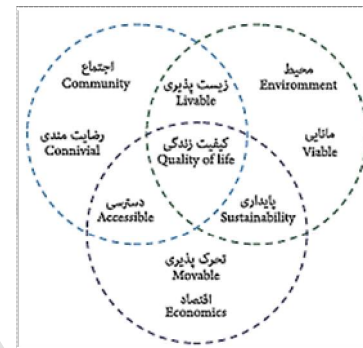 اجتماع
Community
محیط
Enviromment
زیست پذیری
Livable
رضایت مندی
Connivial
کیفیت زندگی
Quality of life
مانایی
Viable
دسترسی
Accessible
پایداری
Sustainability
تحرک پذیری
Movable
اقتصاد
Economics